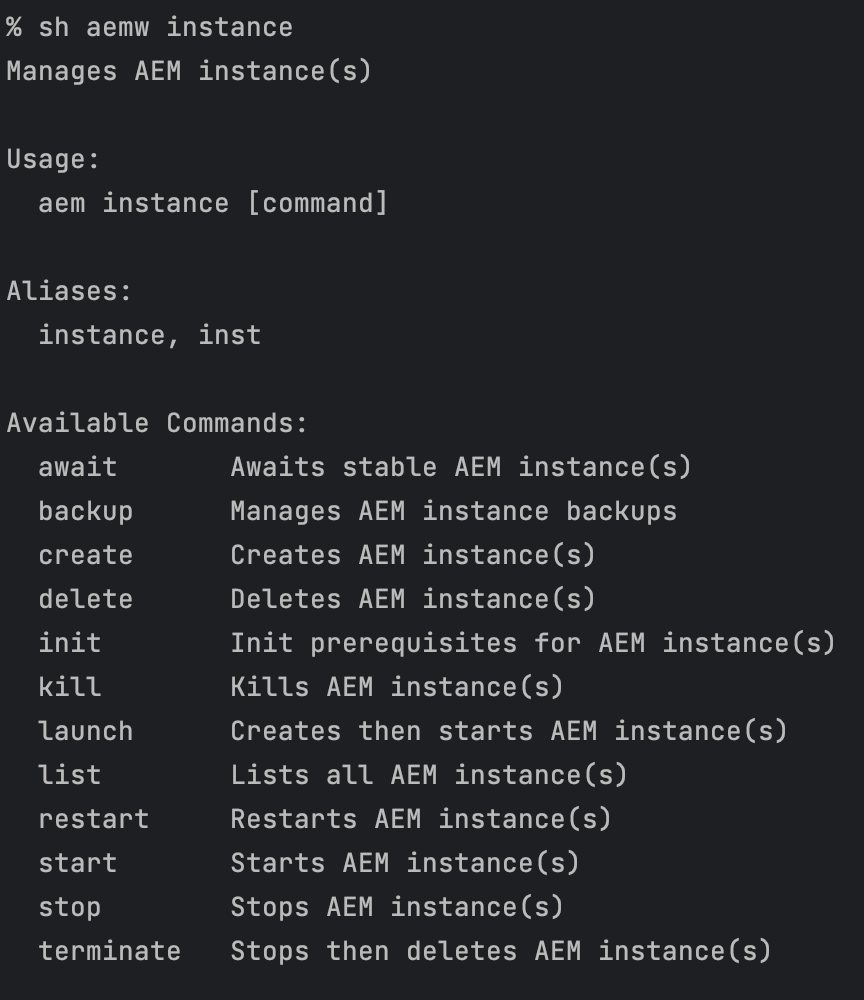 % sh aemw instance
Manages AEM instance(s)

Usage:
  aem instance [command]

Aliases:
  instance, inst

Available Commands:
  await       Awaits stable AEM instance(s)
  backup      Manages AEM instance backups
  create      Creates AEM instance(s)
  delete      Deletes AEM instance(s)
  init        Init prerequisites for AEM instance(s)
  kill        Kills AEM instance(s)
  launch      Creates then starts AEM instance(s)
  list        Lists all AEM instance(s)
  restart     Restarts AEM instance(s)
  start       Starts AEM instance(s)
  stop        Stops AEM instance(s)
  terminate   Stops then deletes AEM instance(s)